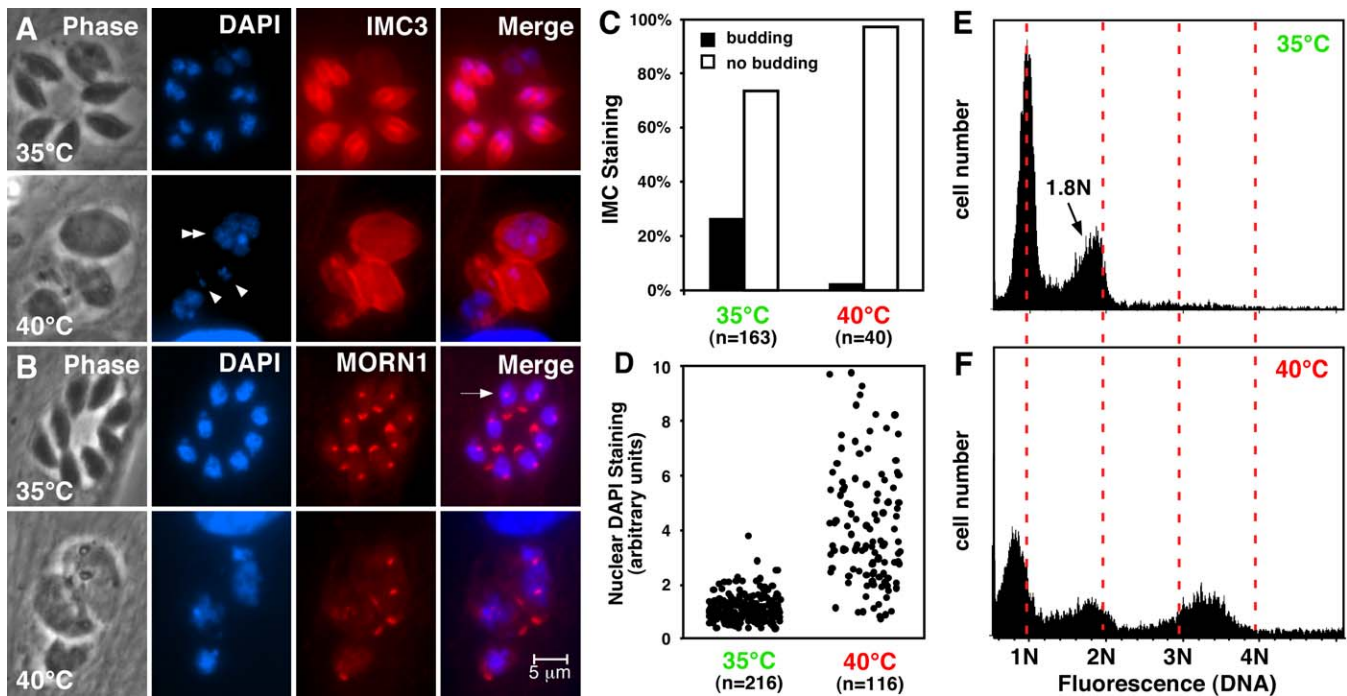 A Phase DAPI IMC3 Merge
35°C
40°C
B Phase DAPI MORN1 Merge
35°C
40°C
5 µm
C
100%
80%
60%
40%
20%
0%
IMC Staining
budding
no budding
35°C 40°C
(n=163) (n=40)
D
10
8
6
4
2
0
Nuclear DAPI Staining
(arbitrary units)
35°C 40°C
(n=216) (n=116)
E
35°C
cell number
1.8N
F
40°C
cell number
1N 2N 3N 4N
Fluorescence (DNA)